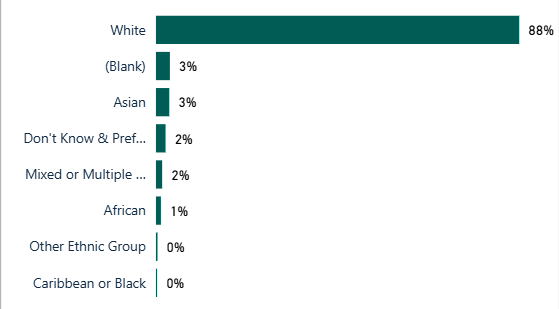 White 88%
(Blank) 3%
Asian 3%
Don't Know & Pref... 2%
Mixed or Multiple ... 2%
African 1%
Other Ethnic Group 0%
Caribbean or Black 0%